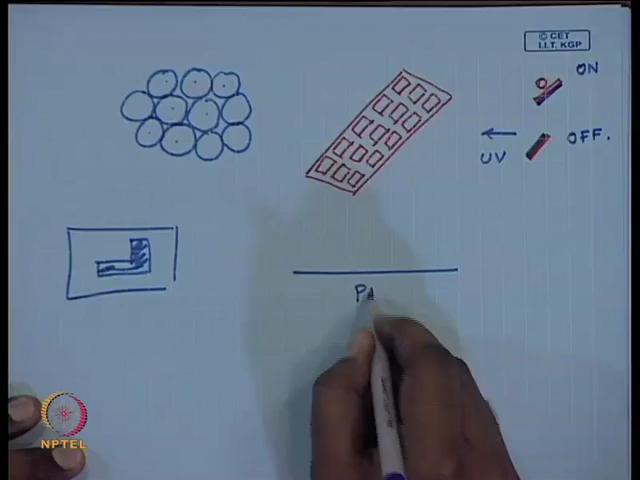 © CET
I.I.T. KGP
ON
OFF.
UV
NPTEL